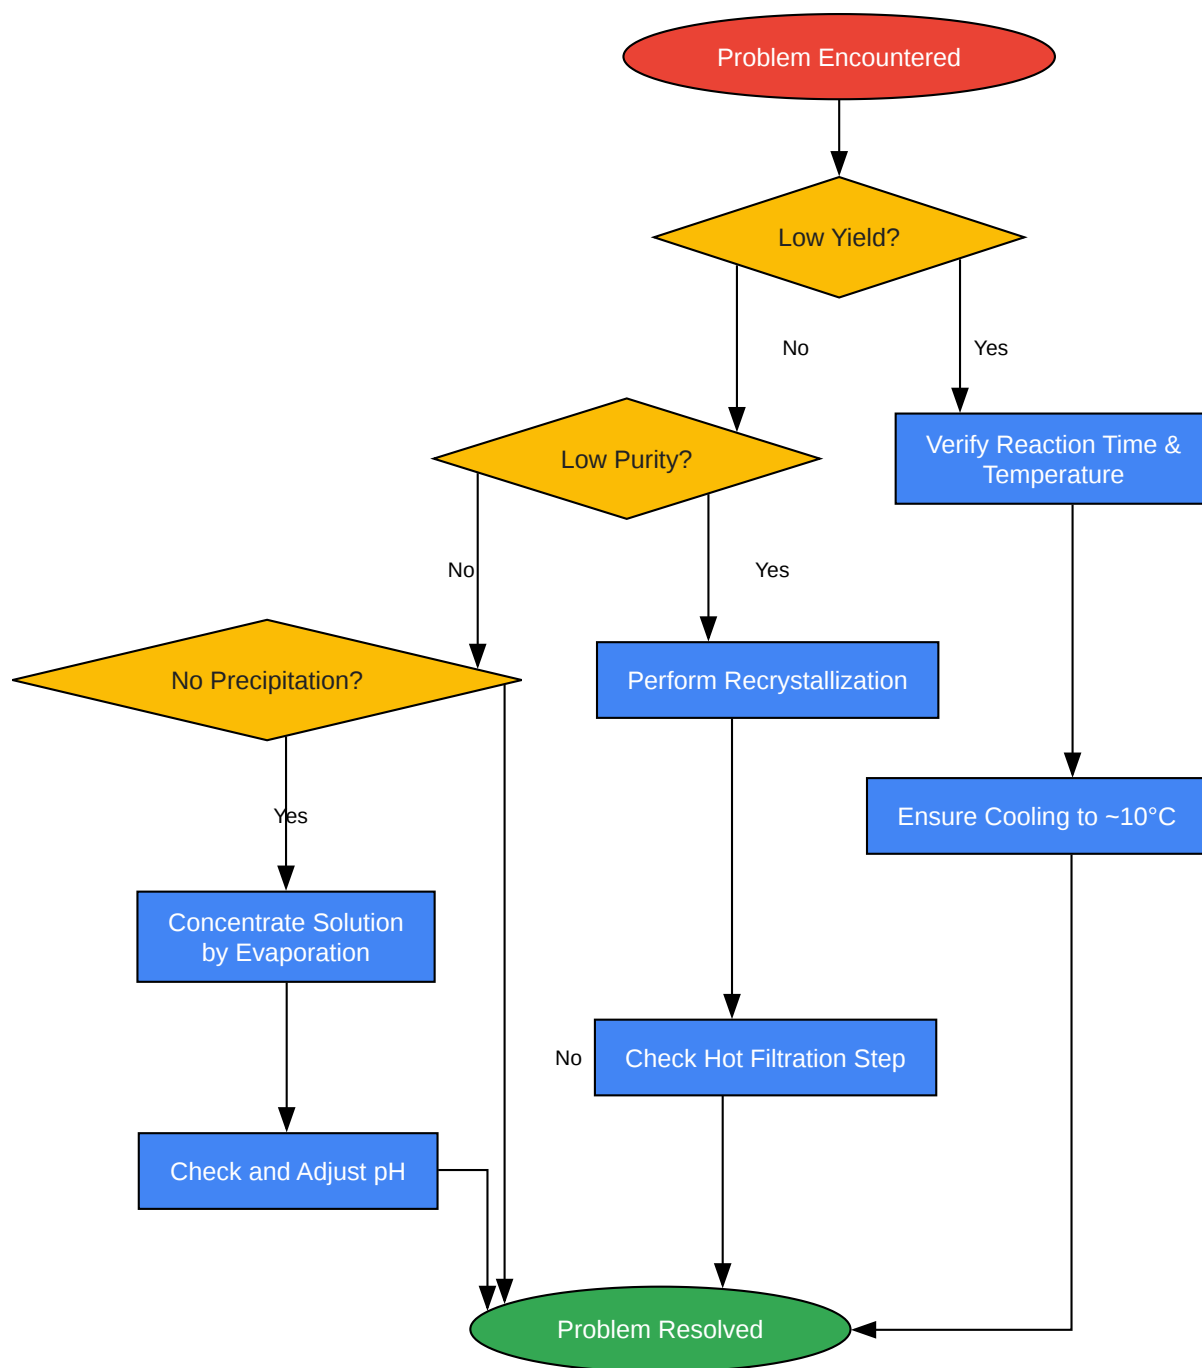 Problem Encountered
Low Yield?
No
Yes
Verify Reaction Time &
Temperature
Low Purity?
No
Yes
No Precipitation?
Perform Recrystallization
Yes
Ensure Cooling to ~10°C
Concentrate Solution
by Evaporation
No
Check Hot Filtration Step
Check and Adjust pH
Problem Resolved